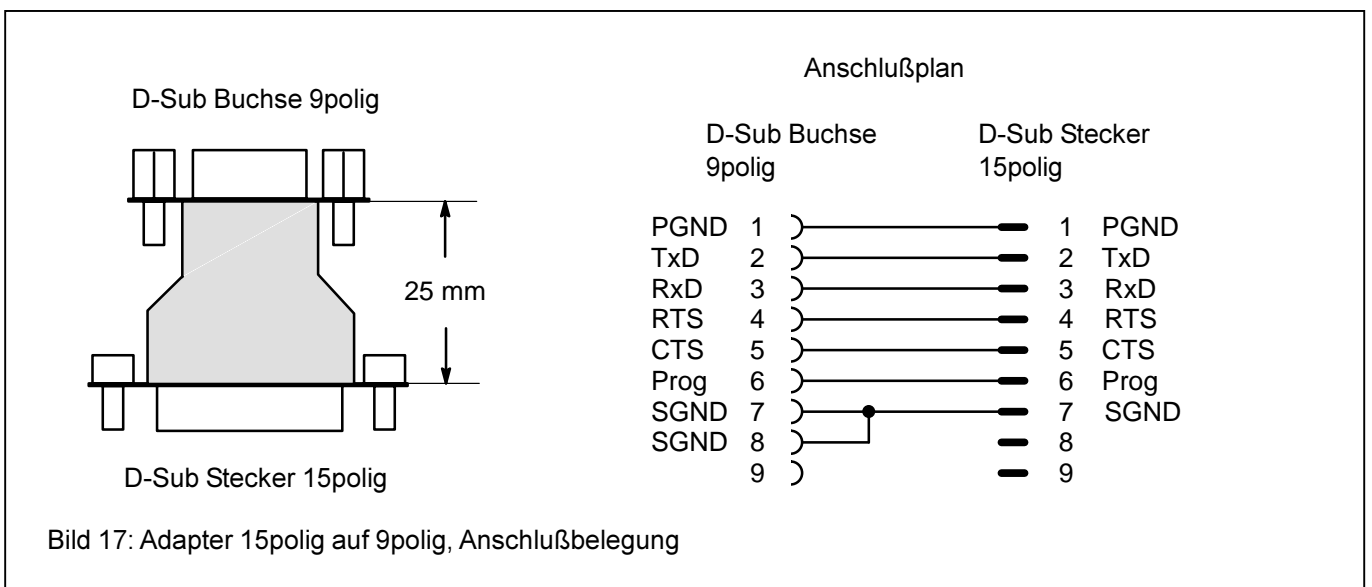 Anschlußplan
D-Sub Buchse 9polig
D-Sub Buchse D-Sub Stecker
9polig 15polig
PGND 1 1 PGND
TxD 2 2 TxD
RxD 3 3 RxD
25 mm
RTS 4 4 RTS
CTS 5 5 CTS
Prog 6 6 Prog
SGND 7 7 SGND
SGND 8 8
9 9
D-Sub Stecker 15polig
Bild 17: Adapter 15polig auf 9polig, Anschlußbelegung